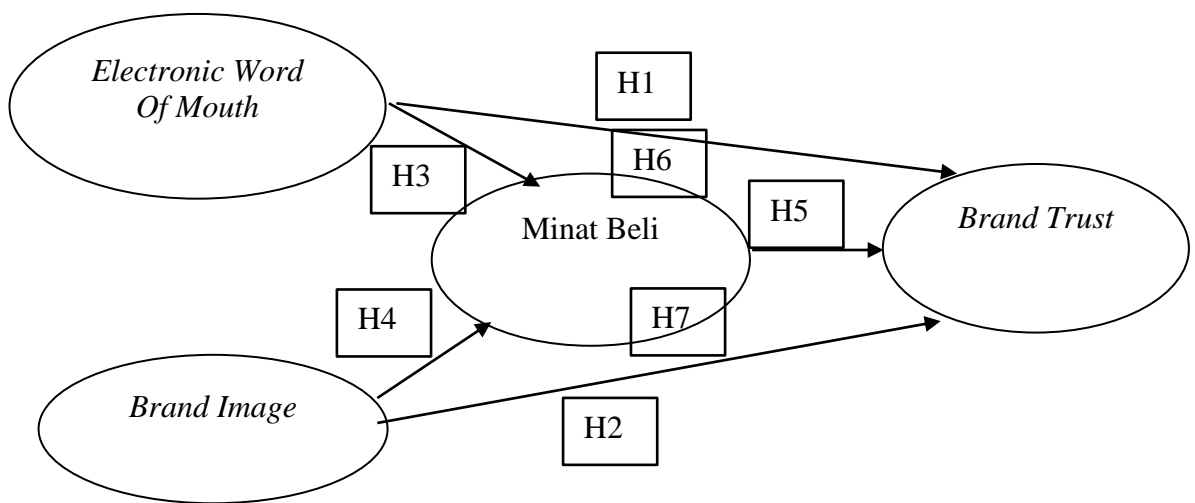 Electronic Word
Of Mouth
H1
H6
H3
H5
Minat Beli
Brand Trust
H4
H7
Brand Image
H2